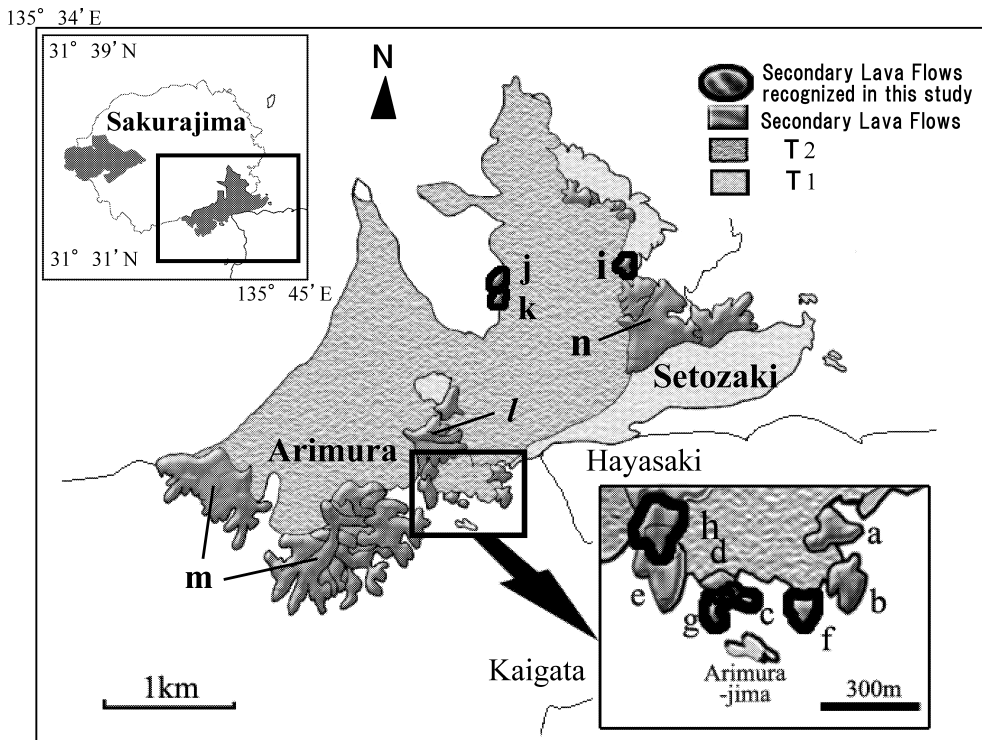 135° 34'E
31° 39'N
Sakurajima
31° 31'N
135° 45'E
N
Secondary Lava Flows
recognized in this study
Secondary Lava Flows
T2
T1
j
k
i
n
Setozaki
l
Arimura
Hayasaki
m
h
d
a
e
b
g
c
f
Arimura
-jima
Kaigata
1km
300m